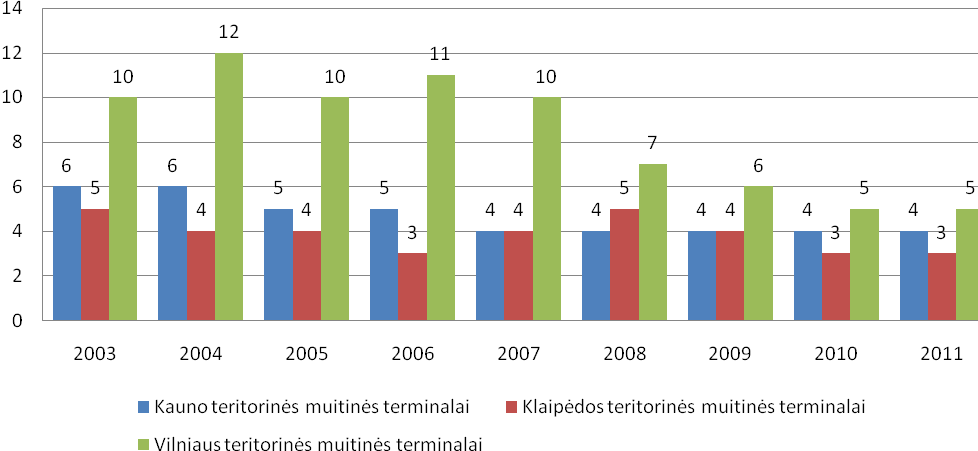 14
12
10
8
6
4
2
0
6 5 10
6 4 12
5 4 10
5 3 11
4 4 10
4 5 7
4 4 6
4 3 5
4 3 5
2003 2004 2005 2006 2007 2008 2009 2010 2011
Kauno teritorinės muitinės terminalai Klaipėdos teritorinės muitinės terminalai
Vilniaus teritorinės muitinės terminalai